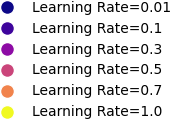 Learning Rate=0.01
Learning Rate=0.1
Learning Rate=0.3
Learning Rate=0.5
Learning Rate=0.7
Learning Rate=1.0